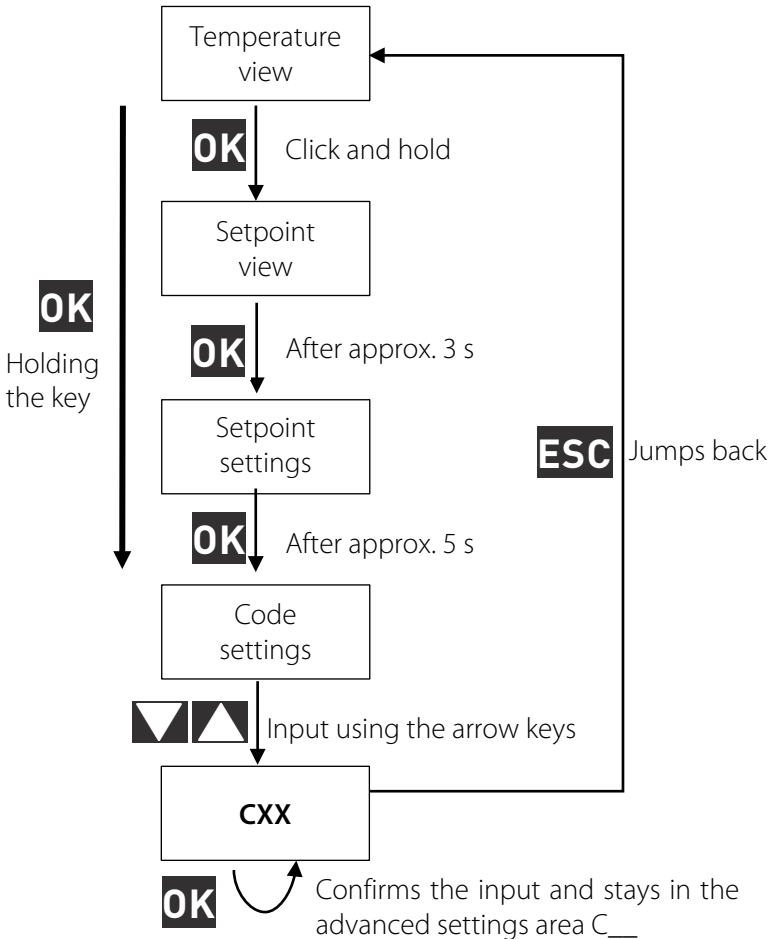 Temperature
view
OK
Click and hold
Setpoint
view
OK
Holding
the key
OK
After approx. 3 s
Setpoint
settings
ESC
Jumps back
OK
After approx. 5 s
Code
settings
Input using the arrow keys
CXX
OK
Confirms the input and stays in the
advanced settings area C__